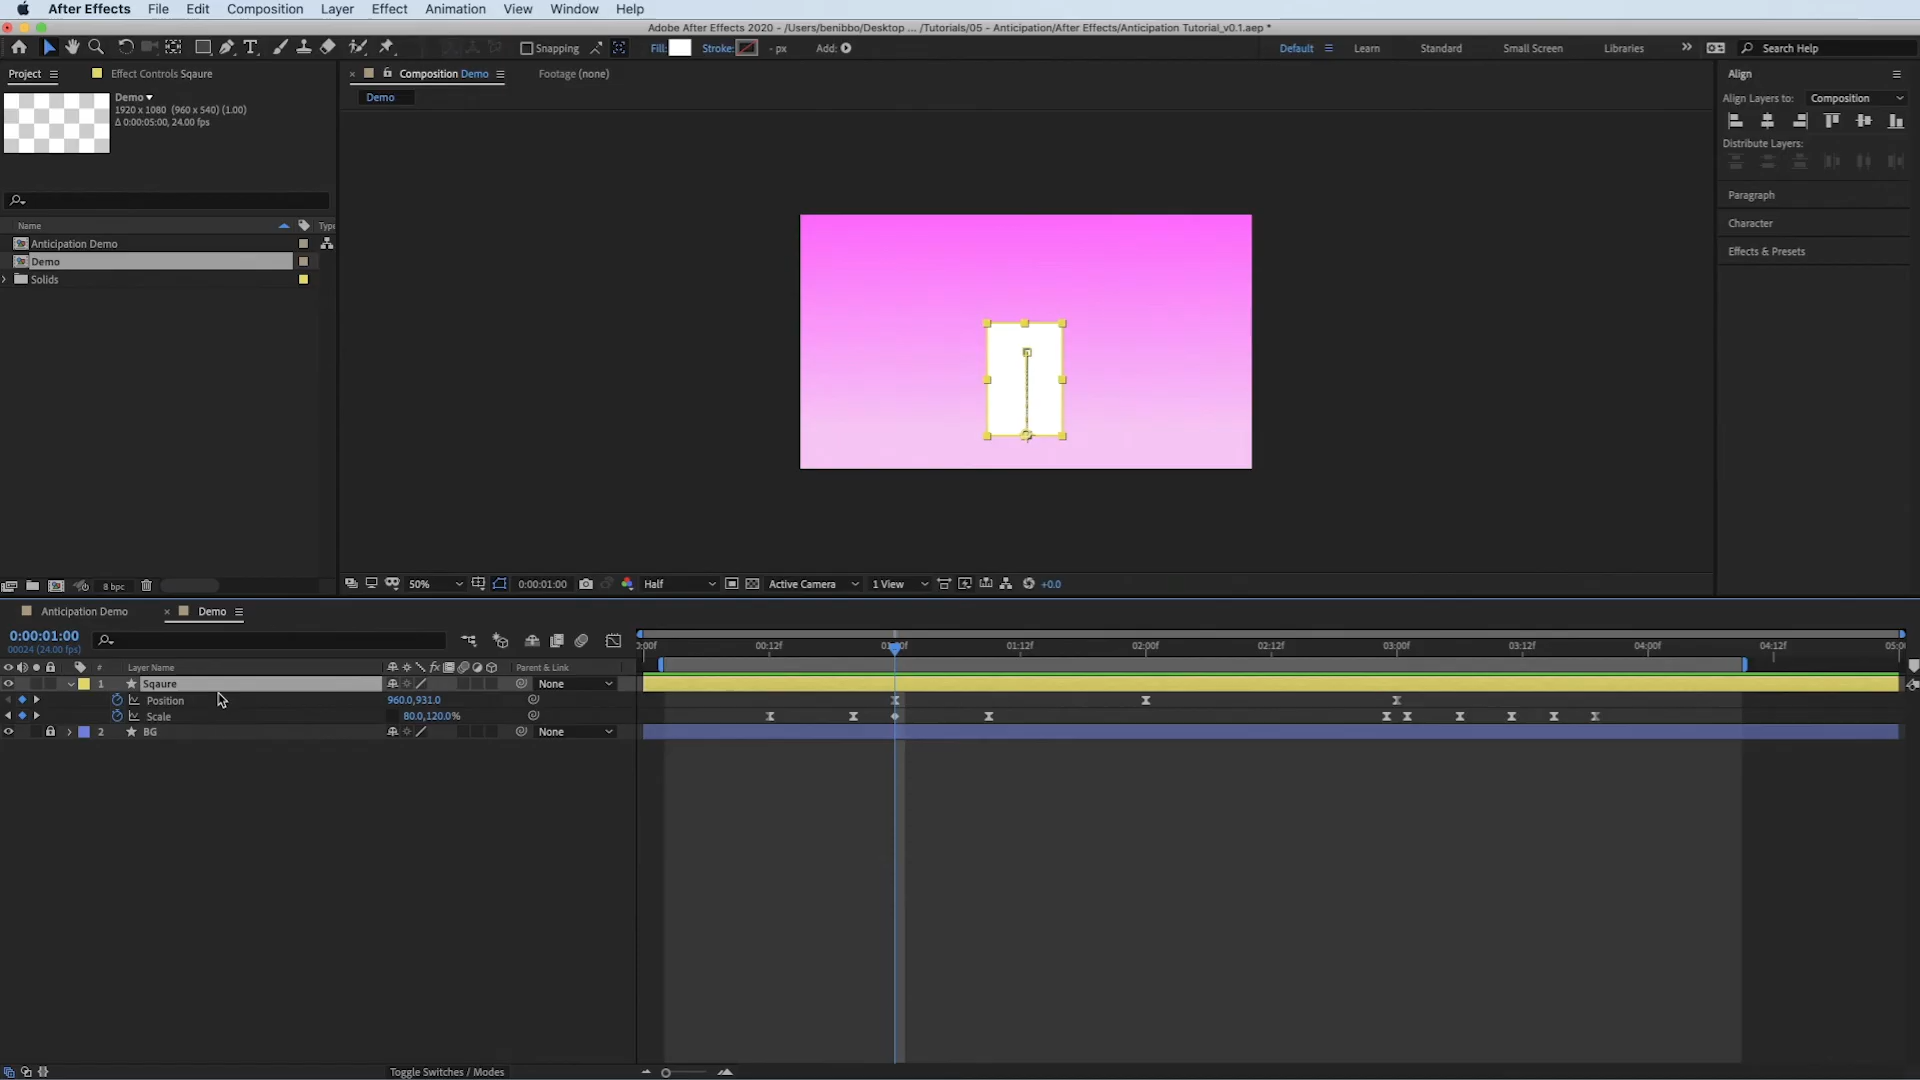 After Effects File Edit Composition Layer Effect Animation View Window Help
Adobe After Effects 2020 - /Users/benibbo/Desktop ... /Tutorials/05 - Anticipation/After Effects/Anticipation Tutorial_v0.1.aep *
Snapping Fill: Stroke: - px Add: Default Learn Standard Small Screen Libraries Search Help
Project Effect Controls Sqaure
Composition Demo Footage (none)
Align
Demo
1920 x 1080 (960 x 540) (1.00)
Δ 0:00:05:00, 24.00 fps
Demo
Align Layers to: Composition
Distribute Layers:
Paragraph
Character
Effects & Presets
Name Typ
Anticipation Demo
Demo
Solids
8 bpc
50% 0:00:01:00 Half Active Camera 1 View +0.0
Anticipation Demo Demo
0:00:01:00
00024 (24.00 fps)
:00f 00:12f 01:00f 01:12f 02:00f 02:12f 03:00f 03:12f 04:00f 04:12f 05:0
# Layer Name fx Parent & Link
1 Sqaure None
Position 960.0,931.0
Scale 80.0,120.0%
2 BG None
Toggle Switches / Modes